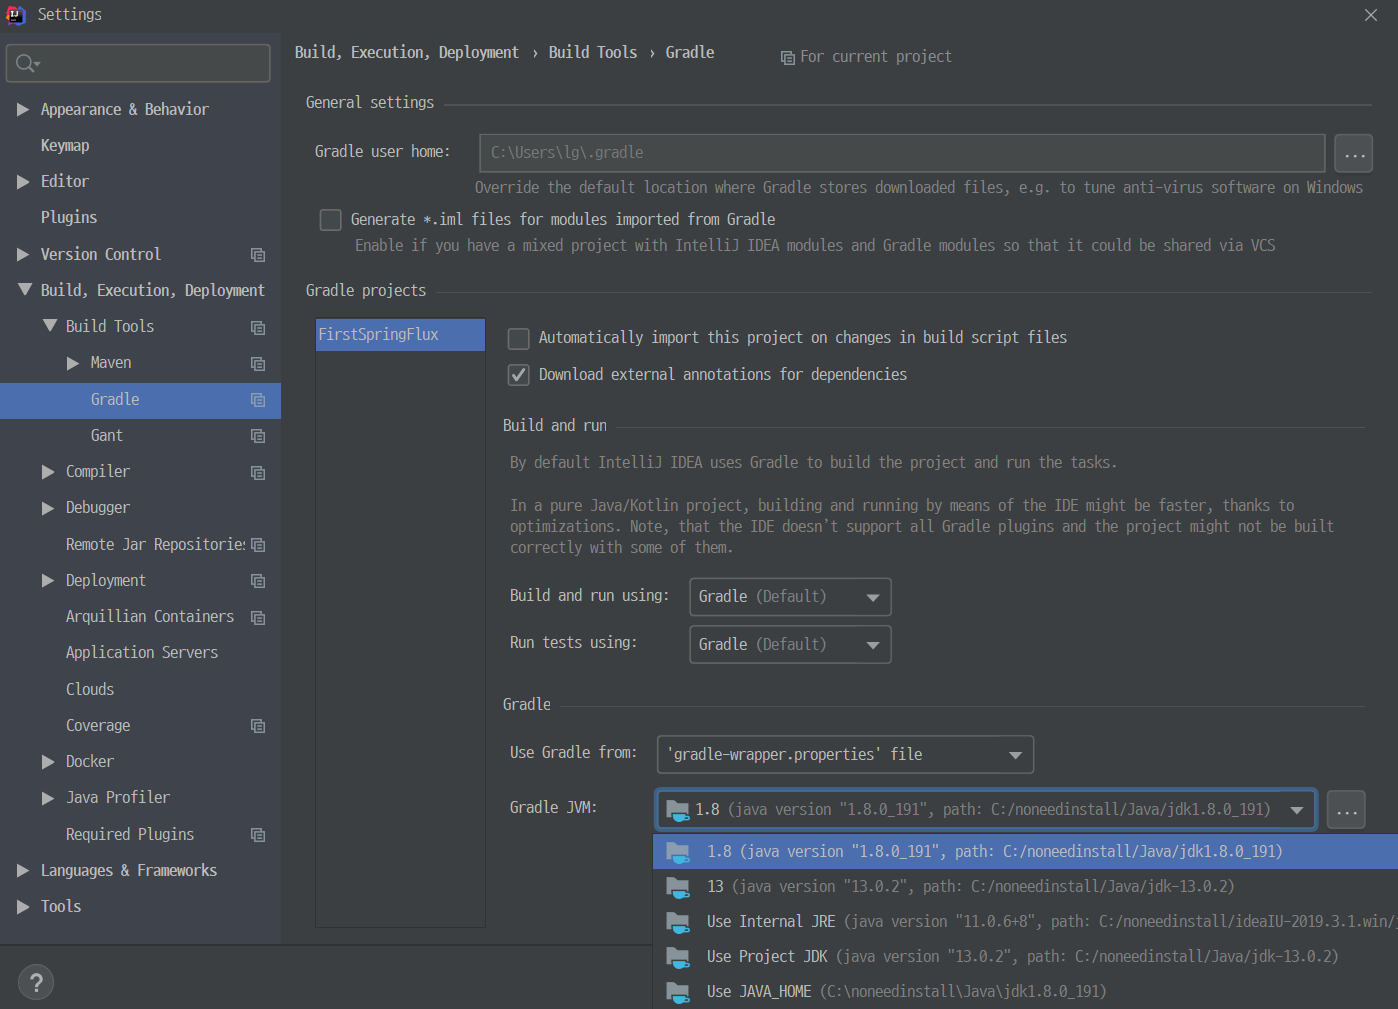 Settings
Appearance & Behavior
Keymap
Editor
Plugins
Version Control
Build, Execution, Deployment
Build Tools
Maven
Gradle
Gant
Compiler
Debugger
Remote Jar Repositories
Deployment
Arquillian Containers
Application Servers
Clouds
Coverage
Docker
Java Profiler
Required Plugins
Languages & Frameworks
Tools
?
Build, Execution, Deployment › Build Tools › Gradle
For current project
General settings
Gradle user home:
C:\Users\lg\.gradle
...
Override the default location where Gradle stores downloaded files, e.g. to tune anti-virus software on Windows
Generate *.iml files for modules imported from Gradle
Enable if you have a mixed project with IntelliJ IDEA modules and Gradle modules so that it could be shared via VCS
Gradle projects
FirstSpringFlux
Automatically import this project on changes in build script files
Download external annotations for dependencies
Build and run
By default IntelliJ IDEA uses Gradle to build the project and run the tasks.
In a pure Java/Kotlin project, building and running by means of the IDE might be faster, thanks to
optimizations. Note, that the IDE doesn't support all Gradle plugins and the project might not be built
correctly with some of them.
Build and run using: Gradle (Default)
Run tests using: Gradle (Default)
Gradle
Use Gradle from: 'gradle-wrapper.properties' file
Gradle JVM: 1.8 (java version "1.8.0_191", path: C:/noneedinstall/Java/jdk1.8.0_191) ...
1.8 (java version "1.8.0_191", path: C:/noneedinstall/Java/jdk1.8.0_191)
13 (java version "13.0.2", path: C:/noneedinstall/Java/jdk-13.0.2)
Use Internal JRE (java version "11.0.6+8", path: C:/noneedinstall/ideaIU-2019.3.1.win/
Use Project JDK (java version "13.0.2", path: C:/noneedinstall/Java/jdk-13.0.2)
Use JAVA_HOME (C:\noneedinstall\Java\jdk1.8.0_191)